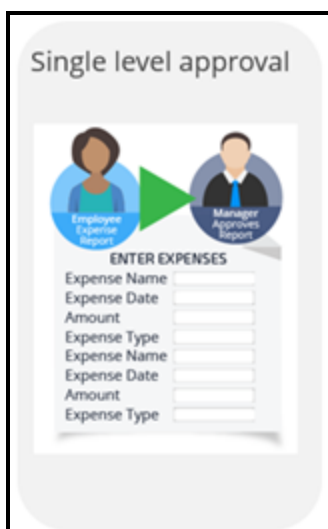 Single level approval
Employee
Expense
Report
Manager
Approves
Report
ENTER EXPENSES
Expense Name
Expense Date
Amount
Expense Type
Expense Name
Expense Date
Amount
Expense Type